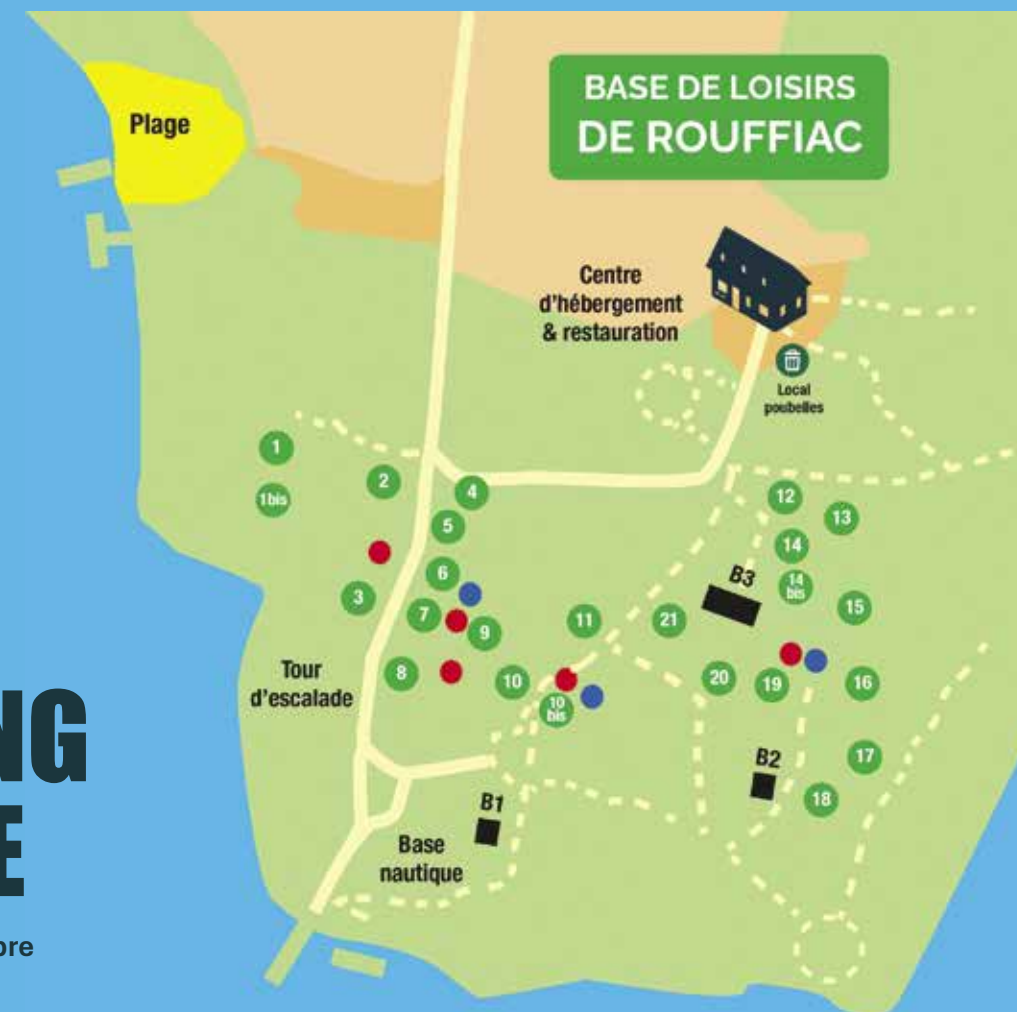 BASE DE LOISIRS
DE ROUFFIAC
Plage
Centre
d'hébergement
& restauration
Local
poubelles
1
1bis
2
3
4
5
6
7
8
9
10
10
bis
11
12
13
14
14
bis
15
16
17
18
19
20
21
B3
B2
B1
Tour
d'escalade
Base
nautique
NG
E
bre